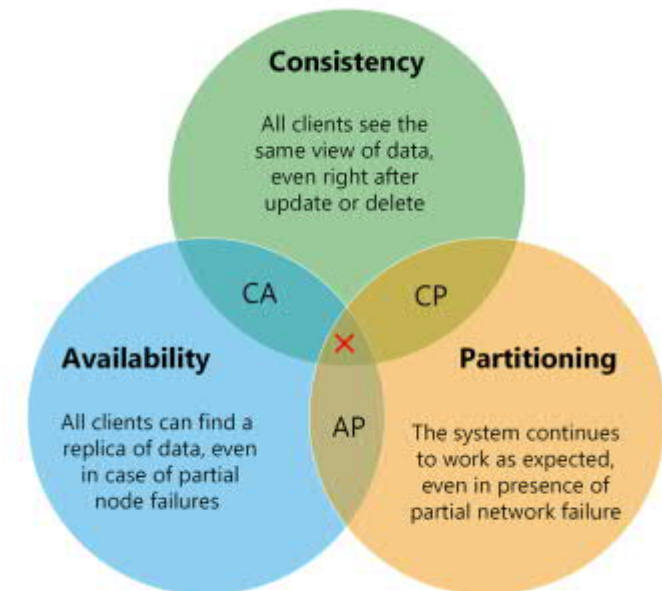 Consistency
All clients see the
same view of data,
even right after
update or delete
CA
CP
Availability
Partitioning
All clients can find a
replica of data, even
in case of partial
node failures
AP
The system continues
to work as expected,
even in presence of
partial network failure